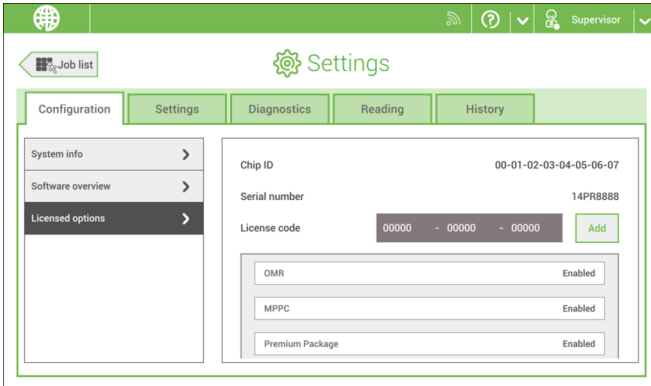 ? Supervisor
Job list
Settings
Configuration Settings Diagnostics Reading History
System info
Software overview
Licensed options
Chip ID 00-01-02-03-04-05-06-07
Serial number 14PR8888
License code 00000 - 00000 - 00000 Add
OMR Enabled
MPPC Enabled
Premium Package Enabled